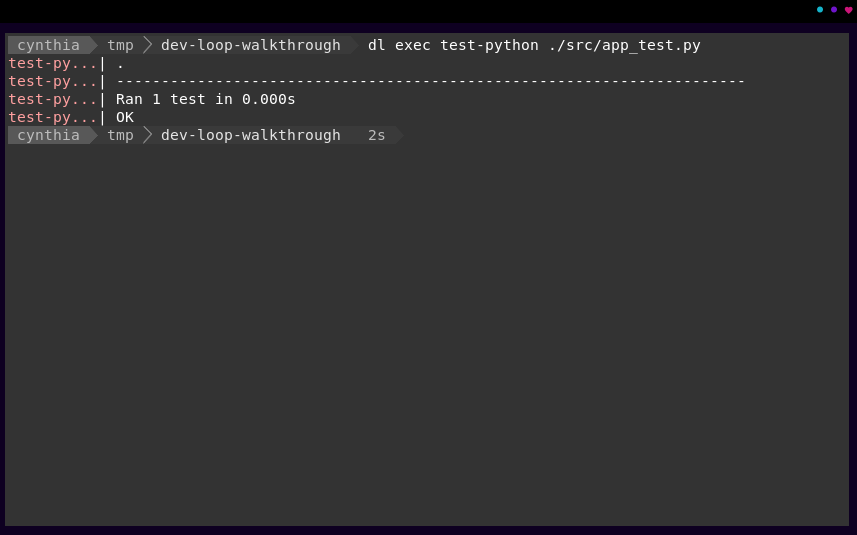 cynthia tmp dev-loop-walkthrough dl exec test-python ./src/app_test.py
test-py...| .
test-py...| ----------------------------------------------------------------------
test-py...| Ran 1 test in 0.000s
test-py...| OK
cynthia tmp dev-loop-walkthrough 2s